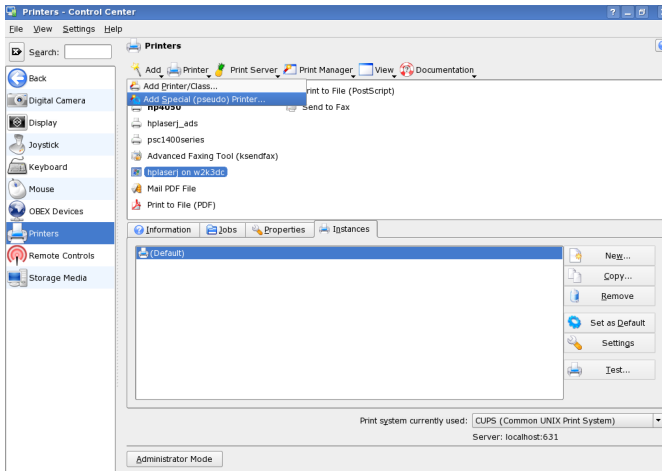 Printers - Control Center
File View Settings Help
Search:
Printers
Add Printer Print Server Print Manager View Documentation
Back
Digital Camera
Display
Joystick
Keyboard
Mouse
OBEX Devices
Printers
Remote Controls
Storage Media
Add Printer/Class...
Add Special (pseudo) Printer...
rint to File (PostScript)
hp4050
Send to Fax
hplaserj_ads
psc1400series
Advanced Faxing Tool (ksendfax)
hplaserj on w2k3dc
Mail PDF File
Print to File (PDF)
Information Jobs Properties Instances
(Default)
New...
Copy...
Remove
Set as Default
Settings
Test...
Print system currently used: CUPS (Common UNIX Print System)
Server: localhost:631
Administrator Mode